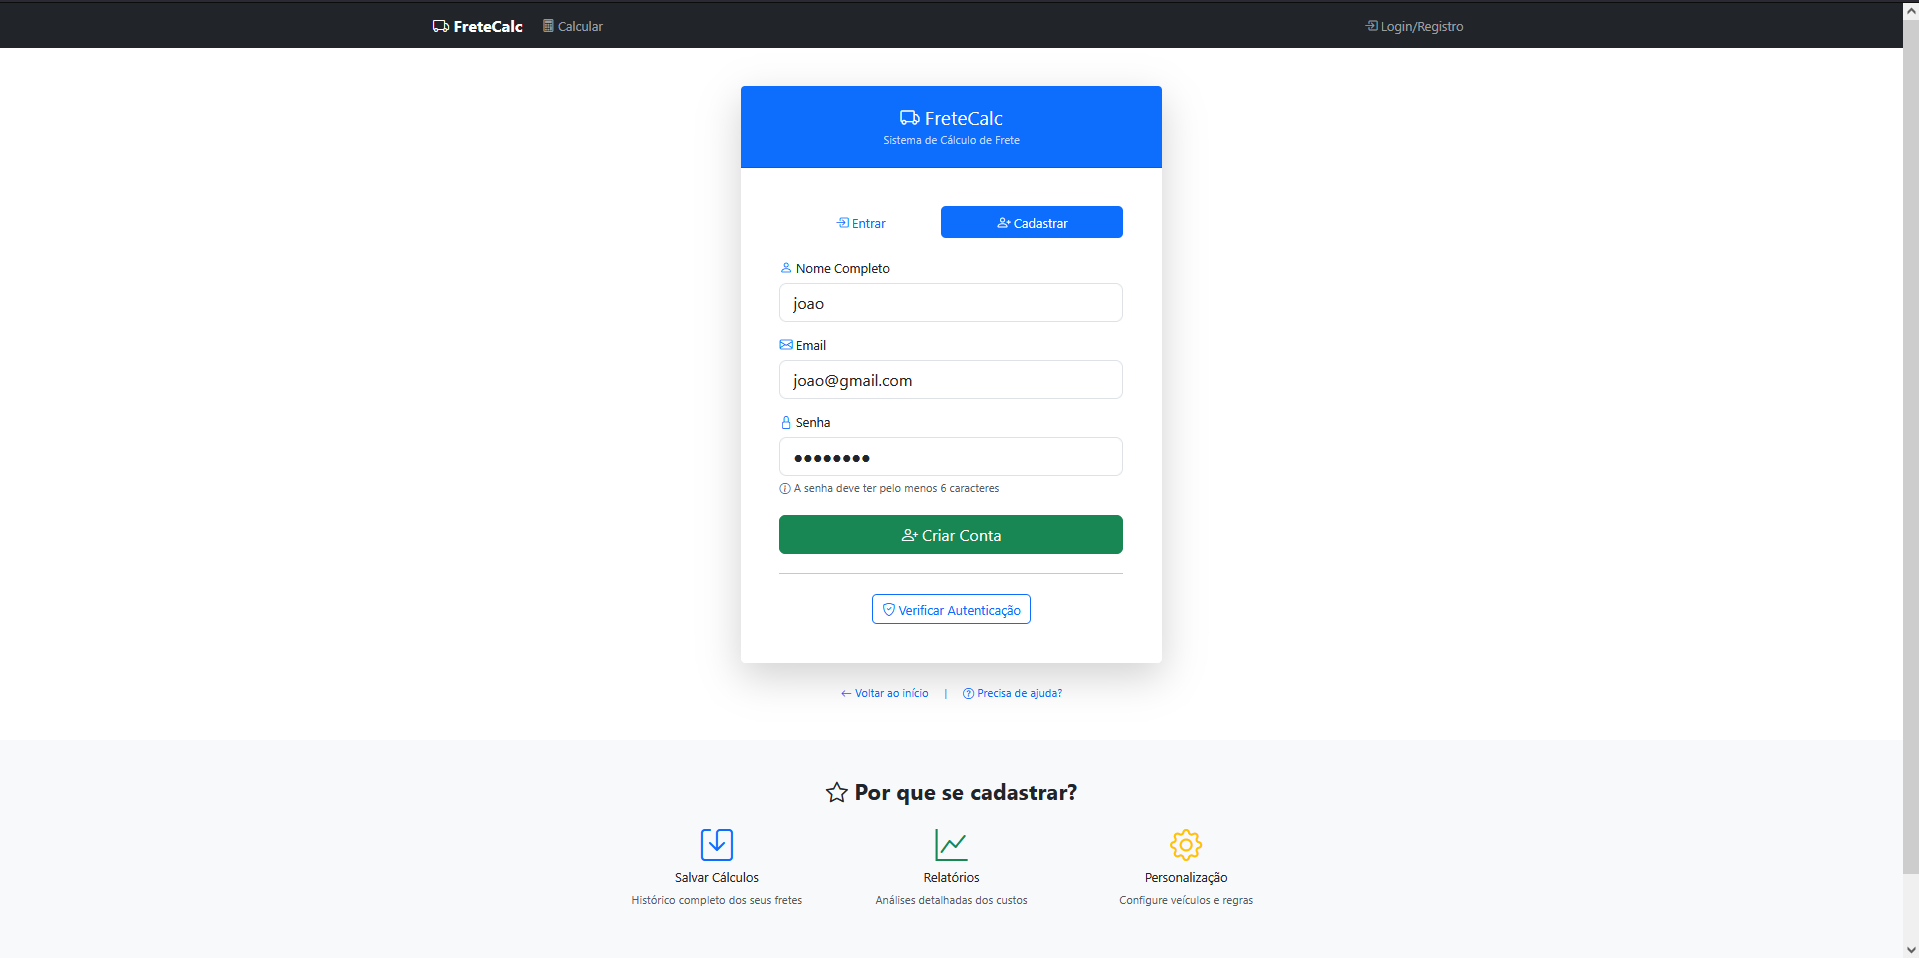 FreteCalc Calcular Login/Registro
FreteCalc
Sistema de Cálculo de Frete
Entrar Cadastrar
Nome Completo
joao
Email
joao@gmail.com
Senha
●●●●●●●●
A senha deve ter pelo menos 6 caracteres
Criar Conta
Verificar Autenticação
← Voltar ao início | Precisa de ajuda?
Por que se cadastrar?
Salvar Cálculos
Histórico completo dos seus fretes
Relatórios
Análises detalhadas dos custos
Personalização
Configure veículos e regras